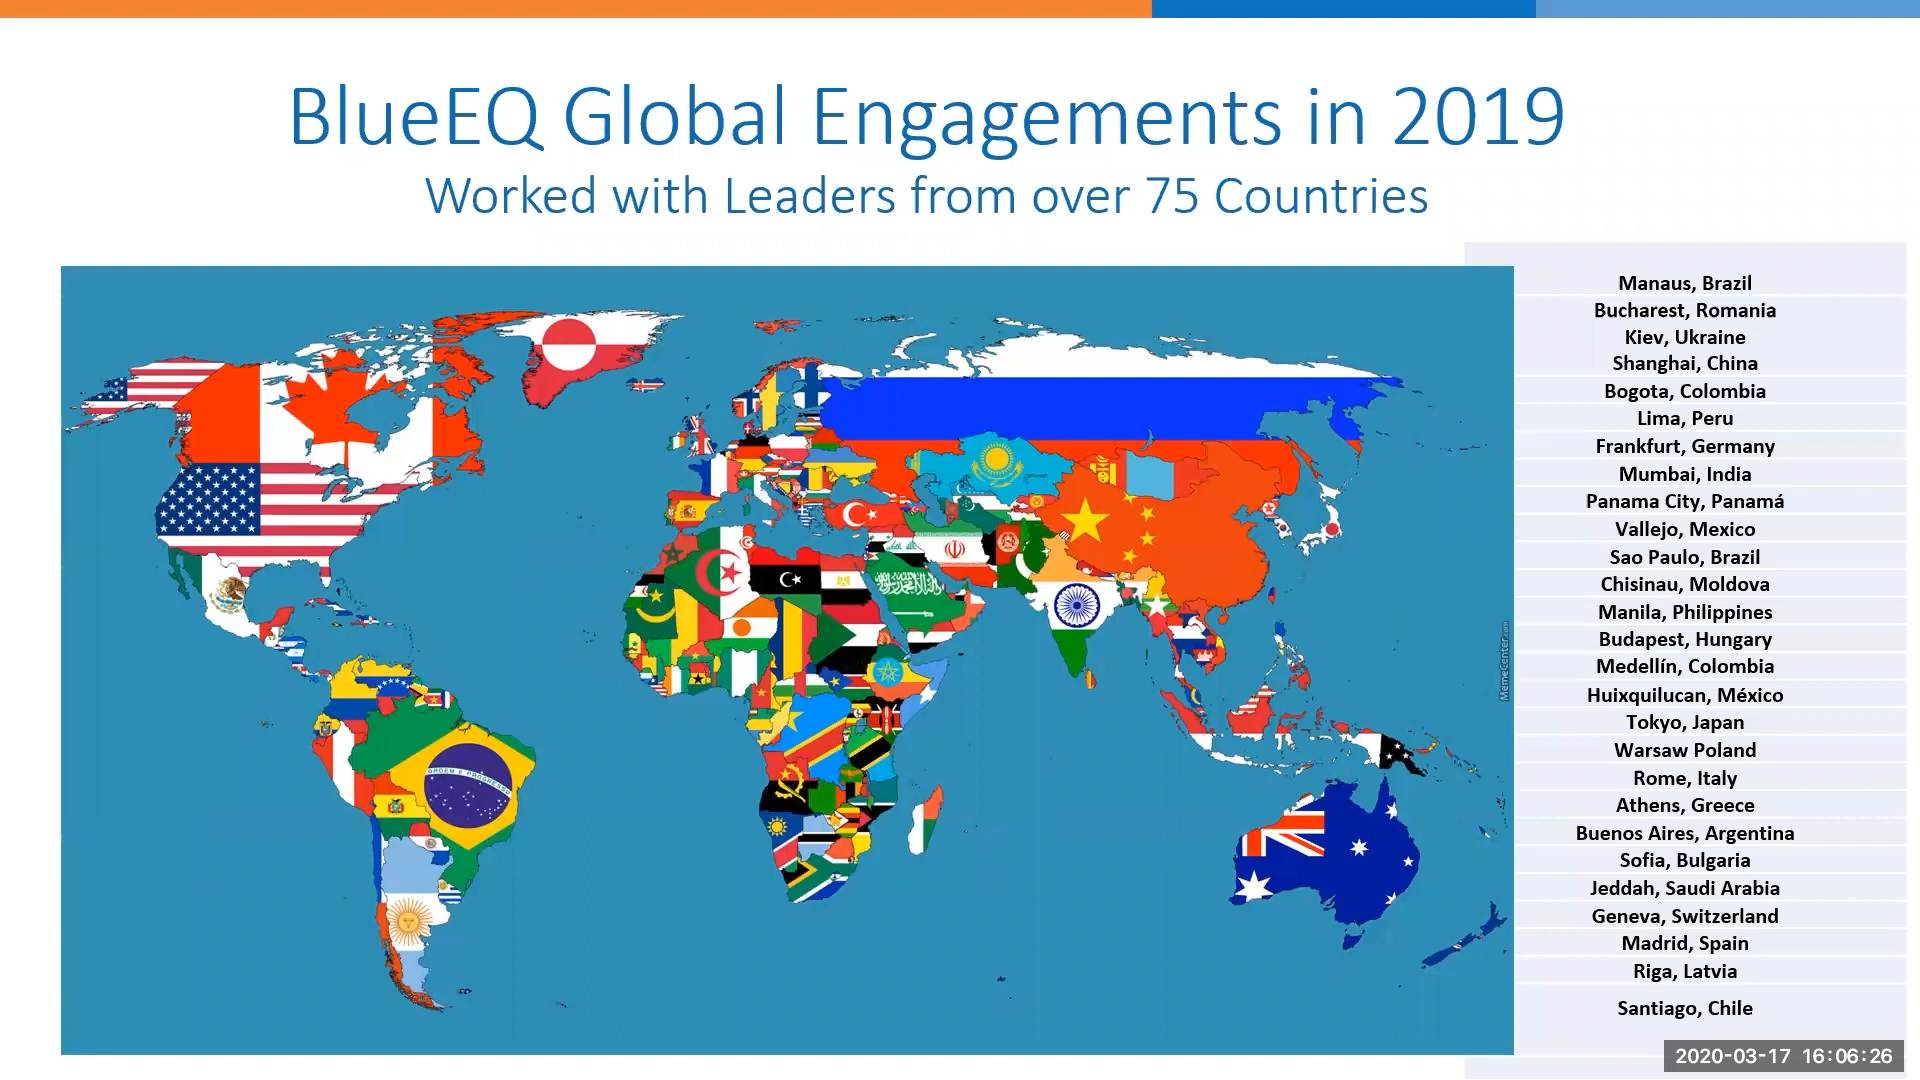 BlueEQ Global Engagements in 2019
Worked with Leaders from over 75 Countries
Manaus, Brazil
Bucharest, Romania
Kiev, Ukraine
Shanghai, China
Bogota, Colombia
Lima, Peru
Frankfurt, Germany
Mumbai, India
Panama City, Panamá
Vallejo, Mexico
Sao Paulo, Brazil
Chisinau, Moldova
Manila, Philippines
Budapest, Hungary
Medellín, Colombia
Huixquilucan, México
Tokyo, Japan
Warsaw Poland
Rome, Italy
Athens, Greece
Buenos Aires, Argentina
Sofia, Bulgaria
Jeddah, Saudi Arabia
Geneva, Switzerland
Madrid, Spain
Riga, Latvia
Santiago, Chile
MemeCenter.com
ORDEM E PROGRESSO
2020-03-17 16:06:26